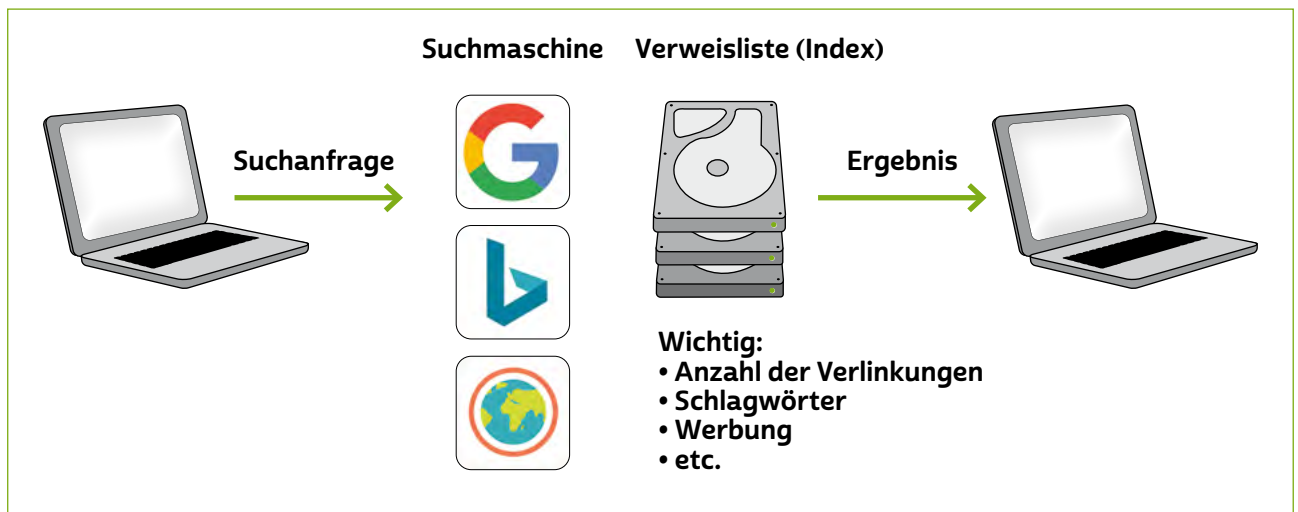 Suchmaschine
Verweisliste (Index)
Suchanfrage
Ergebnis
Wichtig:
• Anzahl der Verlinkungen
• Schlagwörter
• Werbung
• etc.